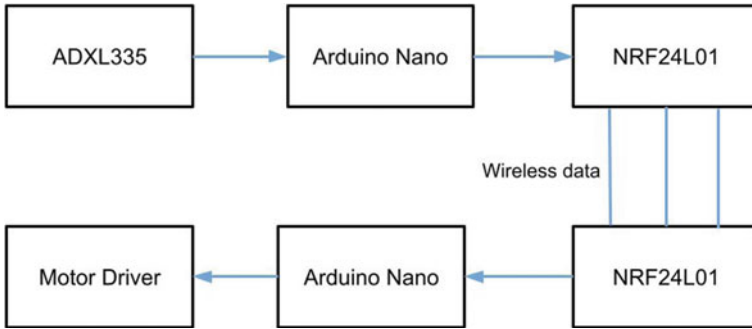 ADXL335
Arduino Nano
NRF24L01
Wireless data
Motor Driver
Arduino Nano
NRF24L01